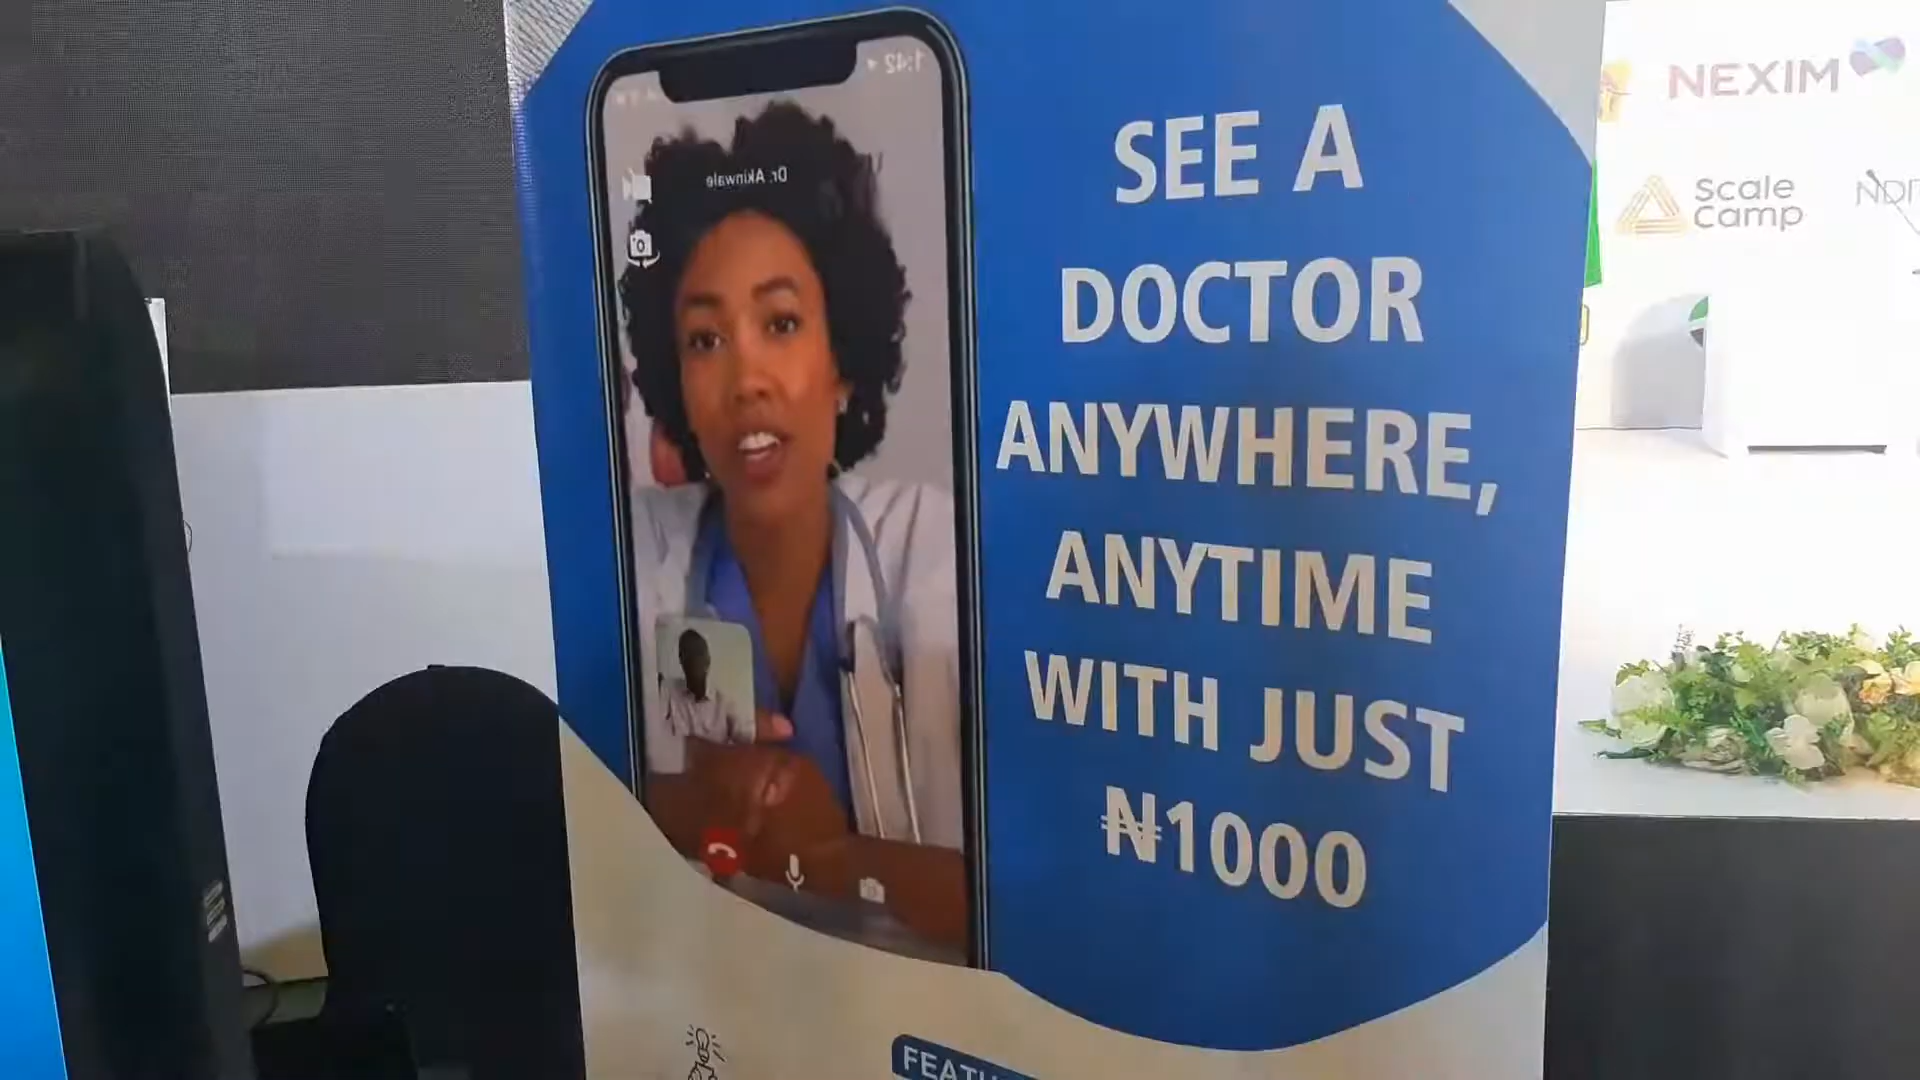 1:42
Dr. Akinwale
SEE A
DOCTOR
ANYWHERE,
ANYTIME
WITH JUST
₦1000
NEXIM
Scale
Camp